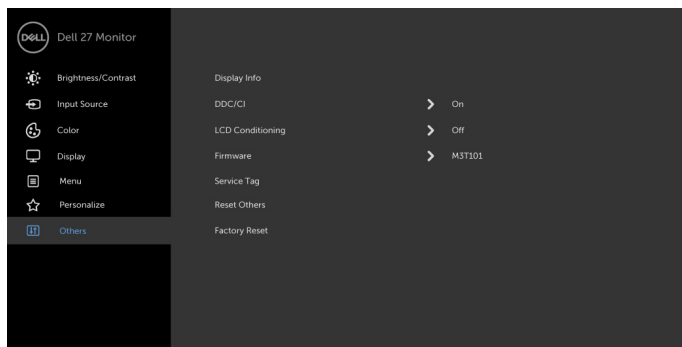 DELL Dell 27 Monitor
Brightness/Contrast Display Info
Input Source DDC/CI On
Color LCD Conditioning Off
Display Firmware M3T101
Menu Service Tag
Personalize Reset Others
Others Factory Reset